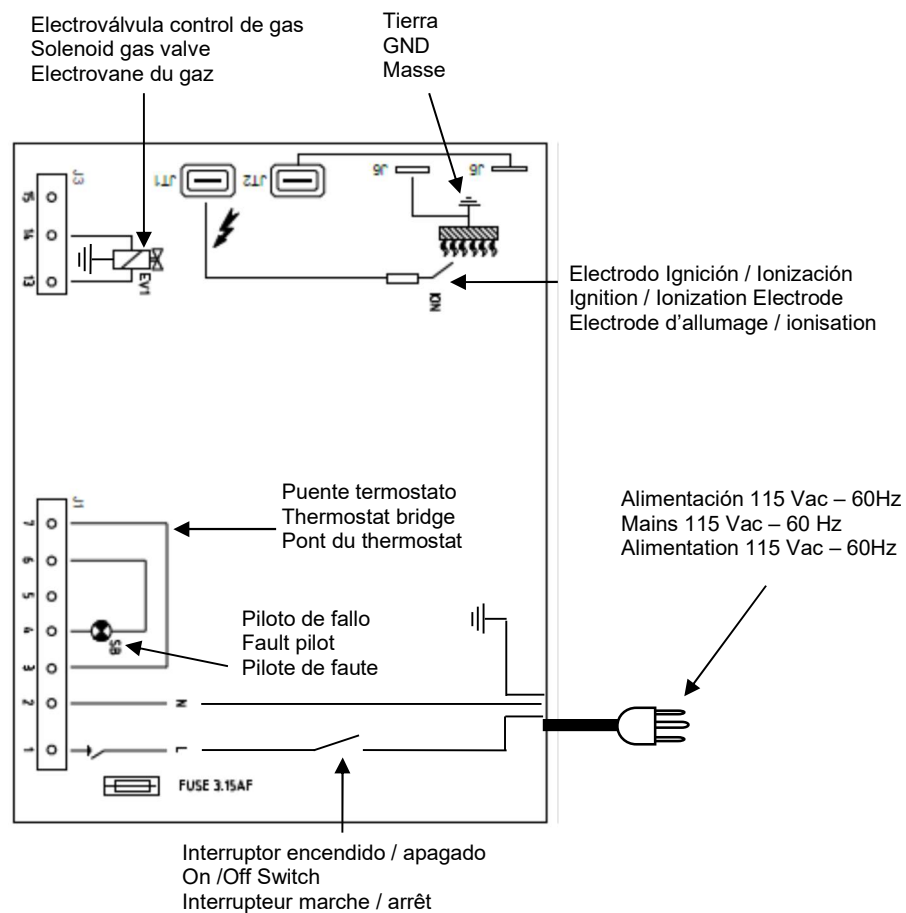 Electroválvula control de gas
Solenoid gas valve
Electrovane du gaz
Tierra
GND
Masse
J3
15
14
13
EV1
JT1
JT2
J6
J6
ION
Electrodo Ignición / Ionización
Ignition / Ionization Electrode
Electrode d'allumage / ionisation
J1
7
6
5
4
3
2
1
SB
N
L
Puente termostato
Thermostat bridge
Pont du thermostat
Piloto de fallo
Fault pilot
Pilote de faute
Alimentación 115 Vac – 60Hz
Mains 115 Vac – 60 Hz
Alimentation 115 Vac – 60Hz
FUSE 3.15AF
Interruptor encendido / apagado
On /Off Switch
Interrupteur marche / arrêt